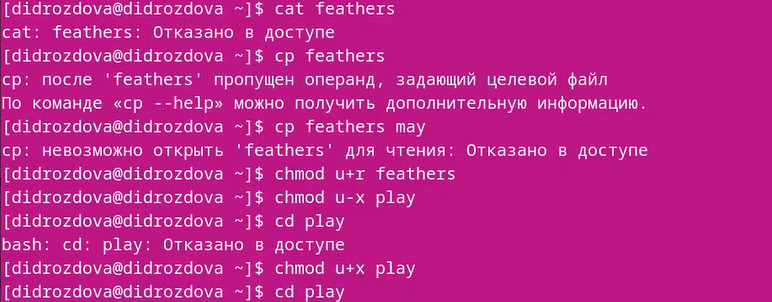 [didrozdova@didrozdova ~]$ cat feathers
cat: feathers: Отказано в доступе
[didrozdova@didrozdova ~]$ cp feathers
cp: после 'feathers' пропущен операнд, задающий целевой файл
По команде «cp --help» можно получить дополнительную информацию.
[didrozdova@didrozdova ~]$ cp feathers may
cp: невозможно открыть 'feathers' для чтения: Отказано в доступе
[didrozdova@didrozdova ~]$ chmod u+r feathers
[didrozdova@didrozdova ~]$ chmod u-x play
[didrozdova@didrozdova ~]$ cd play
bash: cd: play: Отказано в доступе
[didrozdova@didrozdova ~]$ chmod u+x play
[didrozdova@didrozdova ~]$ cd play